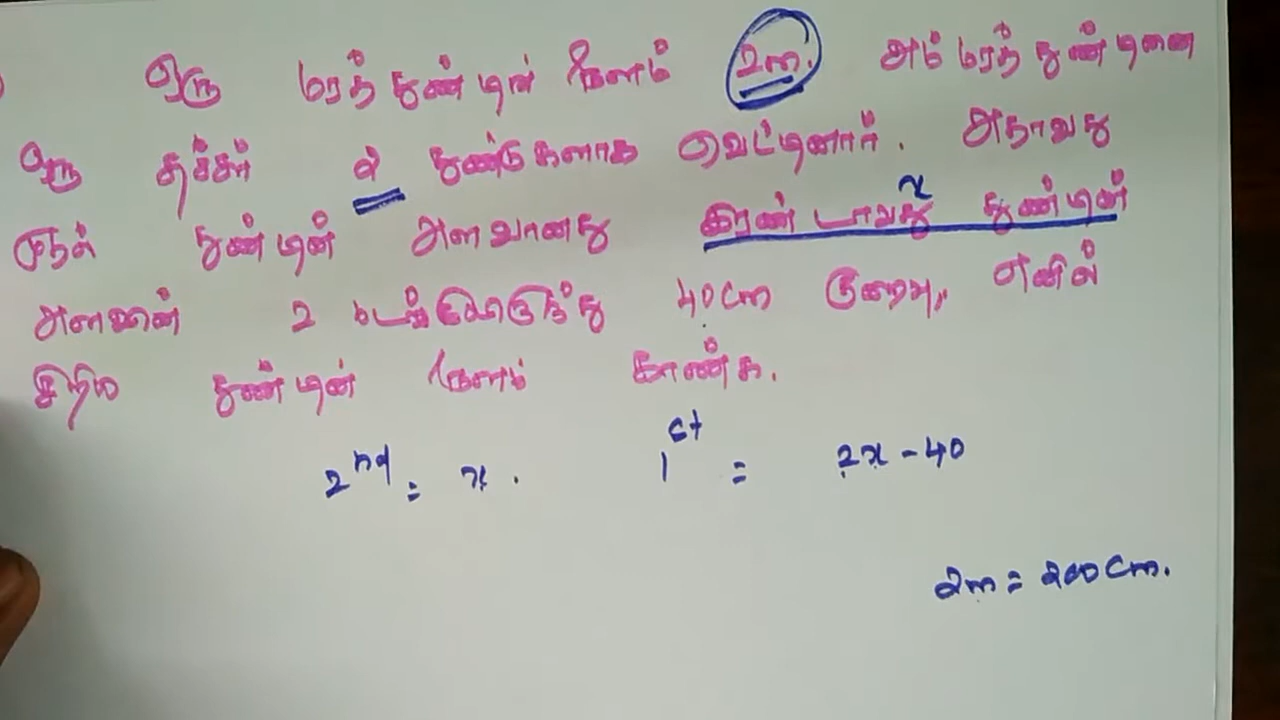 ஒரு மரத்துண்டின் நீளம் 2m. அம்மரத்துண்டினை
ஒரு தச்சர் 2 துண்டுகளாக வெட்டினார். அதாவது
x
முதல் துண்டின் அளவானது இரண்டாவது துண்டின்
அளவின் 2 மடங்கிலிருந்து 40cm குறைவு, எனில்
சிறிய துண்டின் நீளம் காண்க.
2nd = x. 1st = 2x - 40
2m = 200cm.